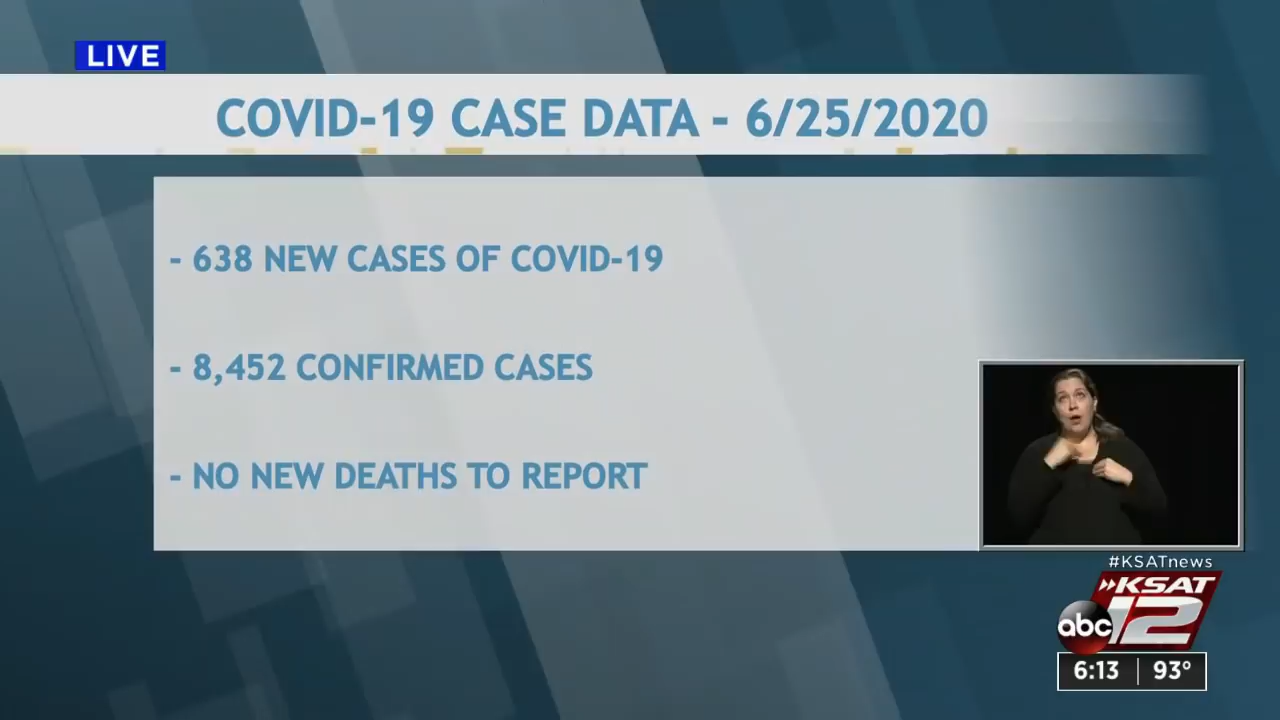 LIVE
COVID-19 CASE DATA - 6/25/2020
- 638 NEW CASES OF COVID-19
- 8,452 CONFIRMED CASES
- NO NEW DEATHS TO REPORT
#KSATnews
KSAT
abc 12
6:13 93°